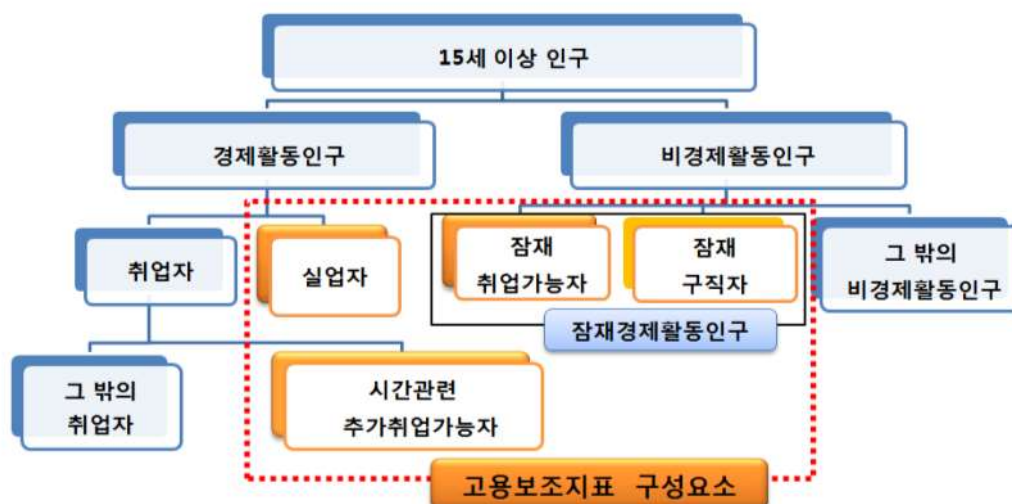 15세 이상 인구
경제활동인구
비경제활동인구
취업자
실업자
잠재
취업가능자
잠재
구직자
그 밖의
비경제활동인구
잠재경제활동인구
그 밖의
취업자
시간관련
추가취업가능자
고용보조지표 구성요소